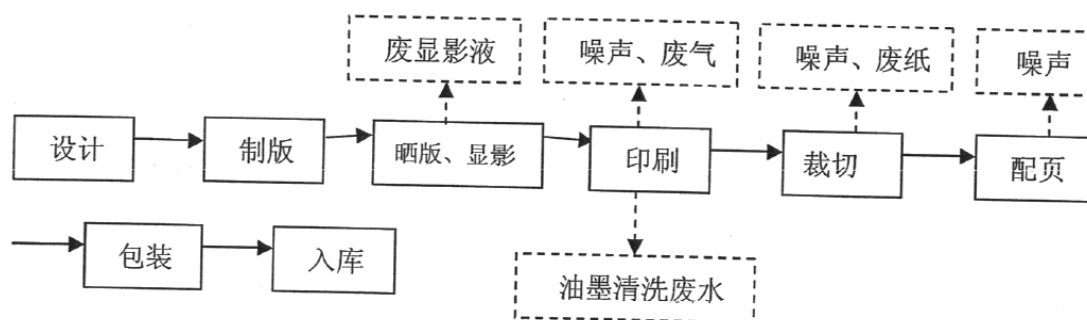 废显影液 噪声、废气 噪声、废纸 噪声
设计 制版 晒版、显影 印刷 裁切 配页
包装 入库 油墨清洗废水